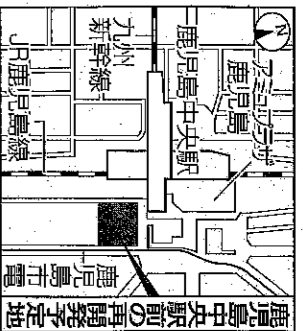 N
アミュプラザ
鹿児島
鹿児島中央駅
九州
新幹線
JR鹿児島線
鹿児島市電
鹿児島中央
駅前の再開発予定地